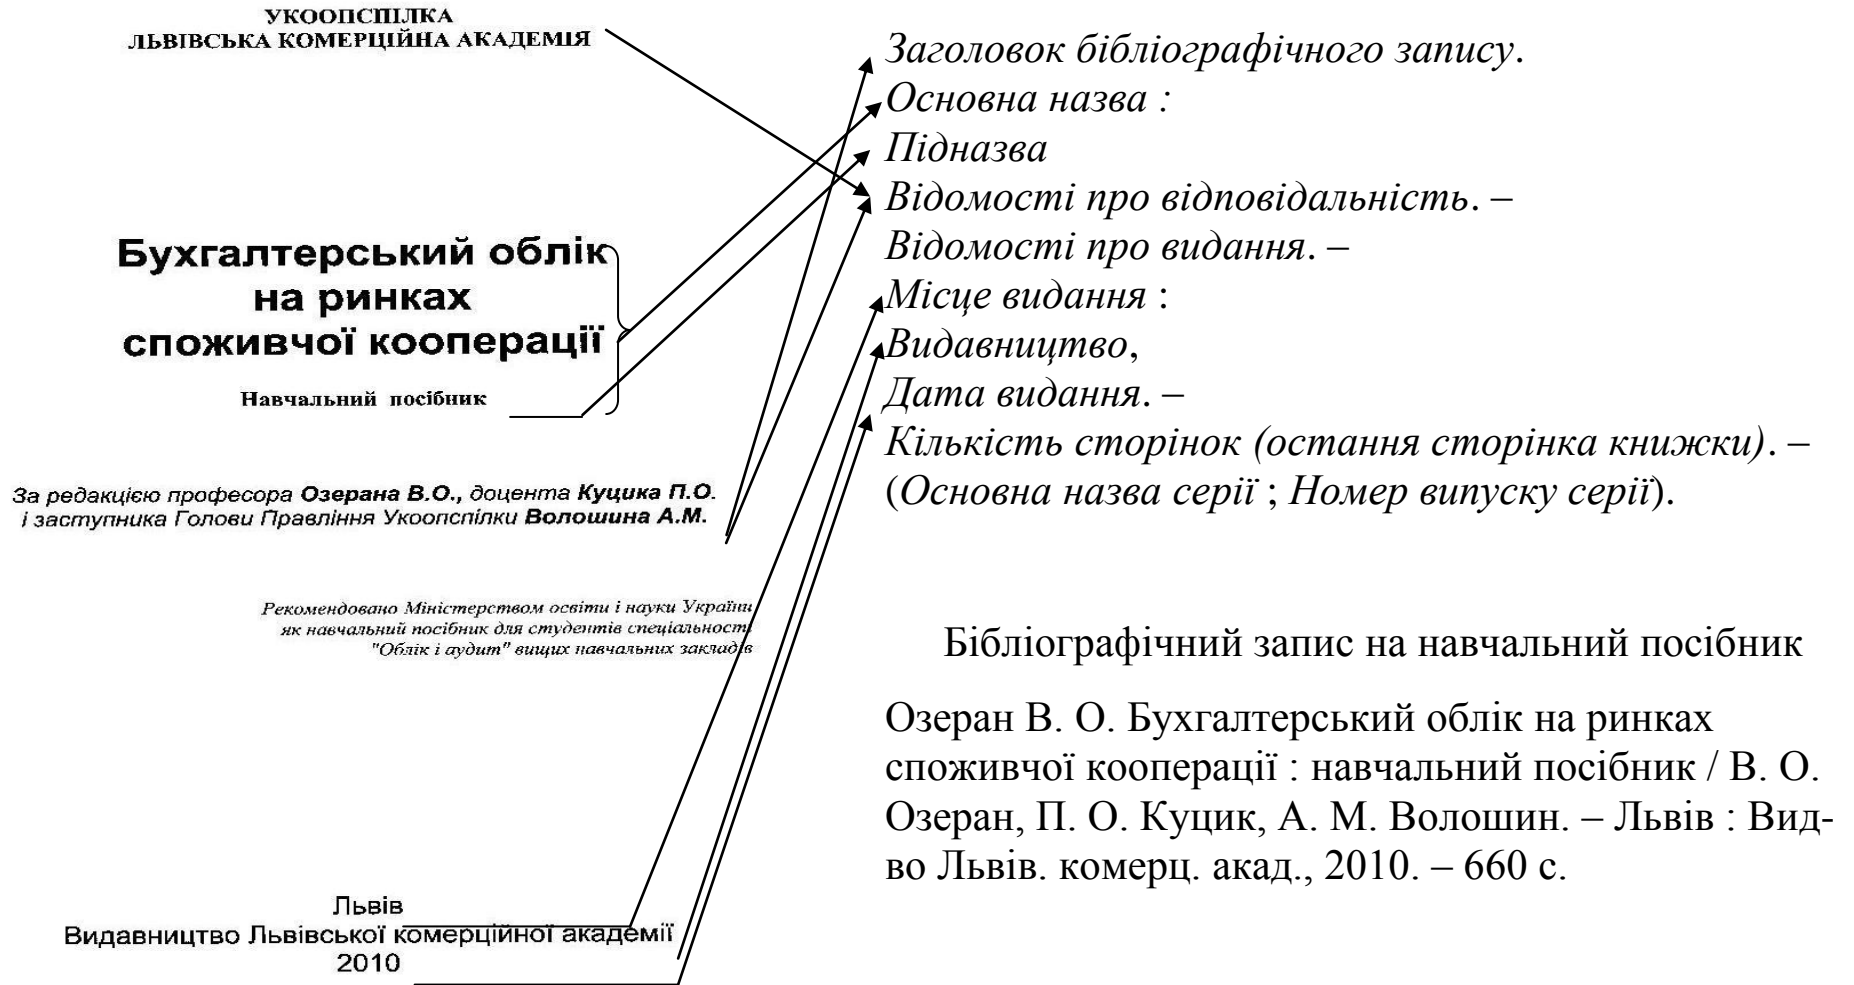 УКООПСПІЛКА
ЛЬВІВСЬКА КОМЕРЦІЙНА АКАДЕМІЯ
Бухгалтерський облік
на ринках
споживчої кооперації
Навчальний посібник
За редакцією професора Озерана В.О., доцента Куцика П.О.
і заступника Голови Правління Укоопспілки Волошина А.М.
Рекомендовано Міністерством освіти і науки України
як навчальний посібник для студентів спеціальності
"Облік і аудит" вищих навчальних закладів
Львів
Видавництво Львівської комерційної академії
2010
Заголовок бібліографічного запису.
Основна назва :
Підназва
Відомості про відповідальність. –
Відомості про видання. –
Місце видання :
Видавництво,
Дата видання. –
Кількість сторінок (остання сторінка книжки). –
(Основна назва серії ; Номер випуску серії).
Бібліографічний запис на навчальний посібник
Озеран В. О. Бухгалтерський облік на ринках
споживчої кооперації : навчальний посібник / В. О.
Озеран, П. О. Куцик, А. М. Волошин. – Львів : Вид-
во Львів. комерц. акад., 2010. – 660 с.